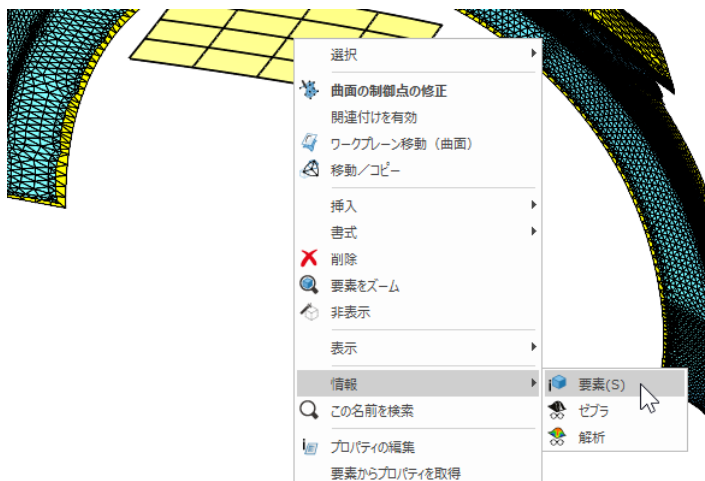 選択
曲面の制御点の修正
関連付けを有効
ワークプレーン移動（曲面）
移動／コピー
挿入
書式
削除
要素をズーム
非表示
表示
情報
要素(S)
この名前を検索
ゼブラ
解析
プロパティの編集
要素からプロパティを取得